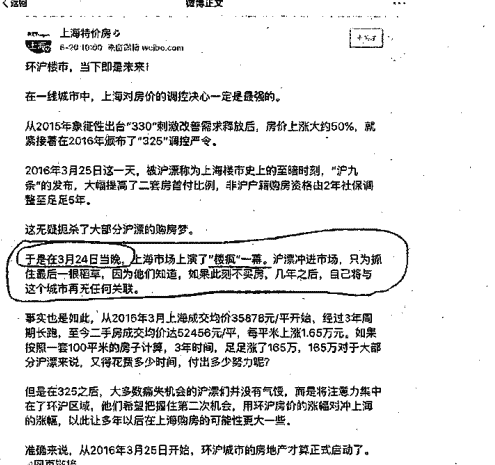 返回
微博正文
上海特价房
6-20 10:00 来自微博 weibo.com
环沪楼市，当下即是未来！
在一线城市中，上海对房价的调控决心一定是最强的。
从2015年象征性出台“330”刺激改善需求释放后，房价上涨大约50%，就
紧接着在2016年颁布了“325”调控严令。
2016年3月25日这一天，被沪漂称为上海楼市史上的至暗时刻，“沪九
条”的发布，大幅提高了二套房首付比例，非沪户籍购房资格由2年社保调
整至足足5年。
这无疑扼杀了大部分沪漂的购房梦。
于是在3月24日当晚，上海市场上演了“楼疯”一幕。沪漂冲进市场，只为抓
住最后一根稻草，因为他们知道，如果此刻不买房，几年之后，自己将与
这个城市再无任何关联。
事实也是如此，从2016年3月上海成交均价35878元/平开始，经过3年周
期长跑，至今二手房成交均价达52456元/平，每平米上涨1.65万元。如果
按照一套100平米的房子计算，3年时间，足足涨了165万，165万对于大部
分沪漂来说，又得花费多少时间，付出多少努力呢？
但是在325之后，大多数痛失机会的沪漂们并没有气馁，而是将注意力集中
在了环沪区域，他们希望把握住第二次机会，用环沪房价的涨幅对冲上海
的涨幅，以此让多年以后在上海购房的可能性更大一些。
准确来说，从2016年3月25日开始，环沪城市的房地产才算正式启动了。